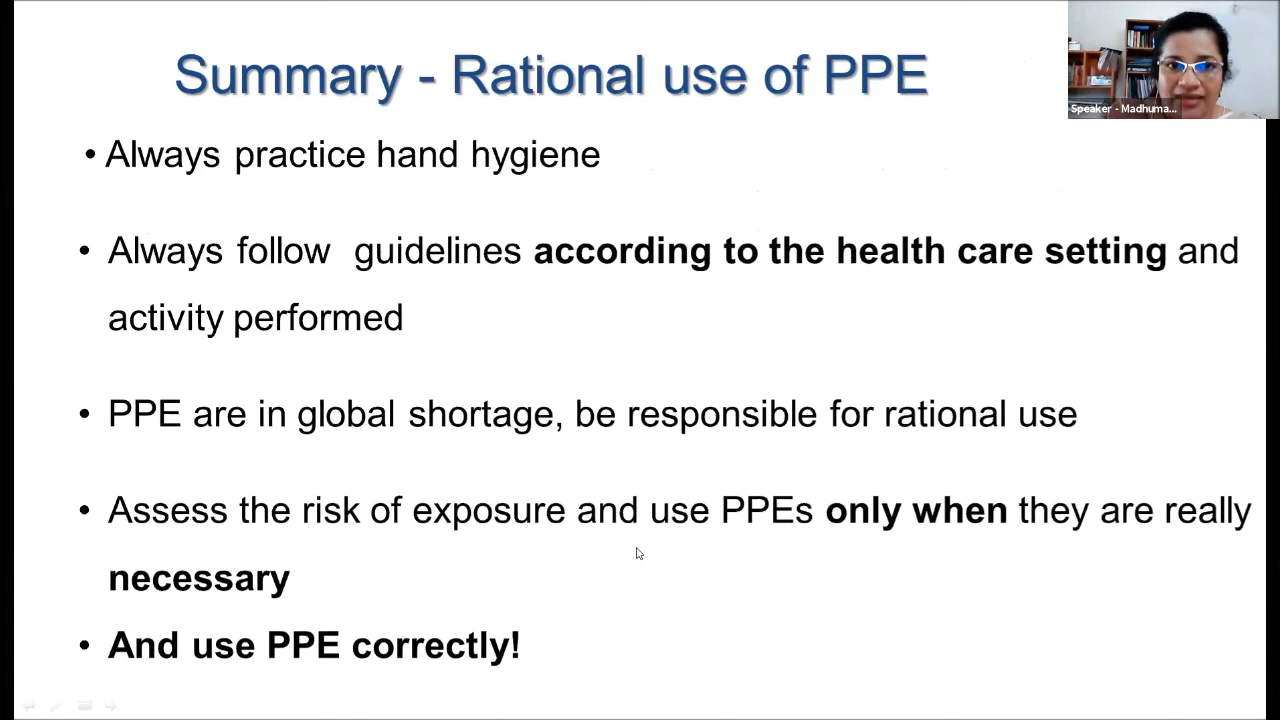 Summary - Rational use of PPE
Speaker - Madhuma...
• Always practice hand hygiene
• Always follow guidelines according to the health care setting and
activity performed
• PPE are in global shortage, be responsible for rational use
• Assess the risk of exposure and use PPEs only when they are really
necessary
• And use PPE correctly!